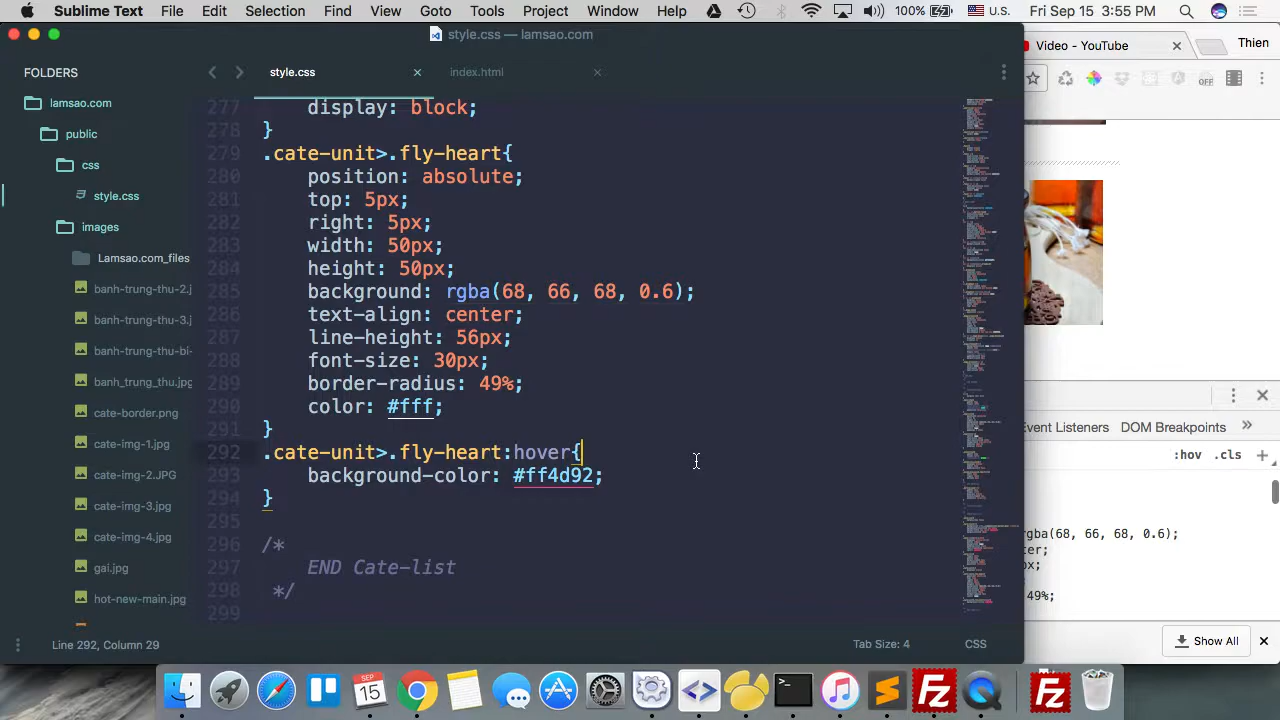 Sublime Text File Edit Selection Find View Goto Tools Project Window Help 100% U.S. Fri Sep 15 3:55 PM
style.css — lamsao.com
Video - YouTube
Thien
FOLDERS
style.css
index.html
OFF
lamsao.com
public
css
style.css
images
Lamsao.com_files
banh-trung-thu-2.j
banh-trung-thu-3.j
banh-trung-thu-bi-
banh_trung_thu.jpg
cate-border.png
cate-img-1.jpg
cate-img-2.JPG
cate-img-3.jpg
cate-img-4.jpg
gai.jpg
hot-new-main.jpg
277 display: block;
278 }
279 .cate-unit>.fly-heart{
280 position: absolute;
281 top: 5px;
282 right: 5px;
283 width: 50px;
284 height: 50px;
285 background: rgba(68, 66, 68, 0.6);
286 text-align: center;
287 line-height: 56px;
288 font-size: 30px;
289 border-radius: 49%;
290 color: #fff;
291 }
292 .cate-unit>.fly-heart:hover{
293 background-color: #ff4d92;
294 }
295
296 /*
297 END Cate-list
298 */
299
Event Listeners DOM Breakpoints
:hov .cls
rgba(68, 66, 68, 0.6);
49%;
Line 292, Column 29
Tab Size: 4
CSS
Show All
SEP
15